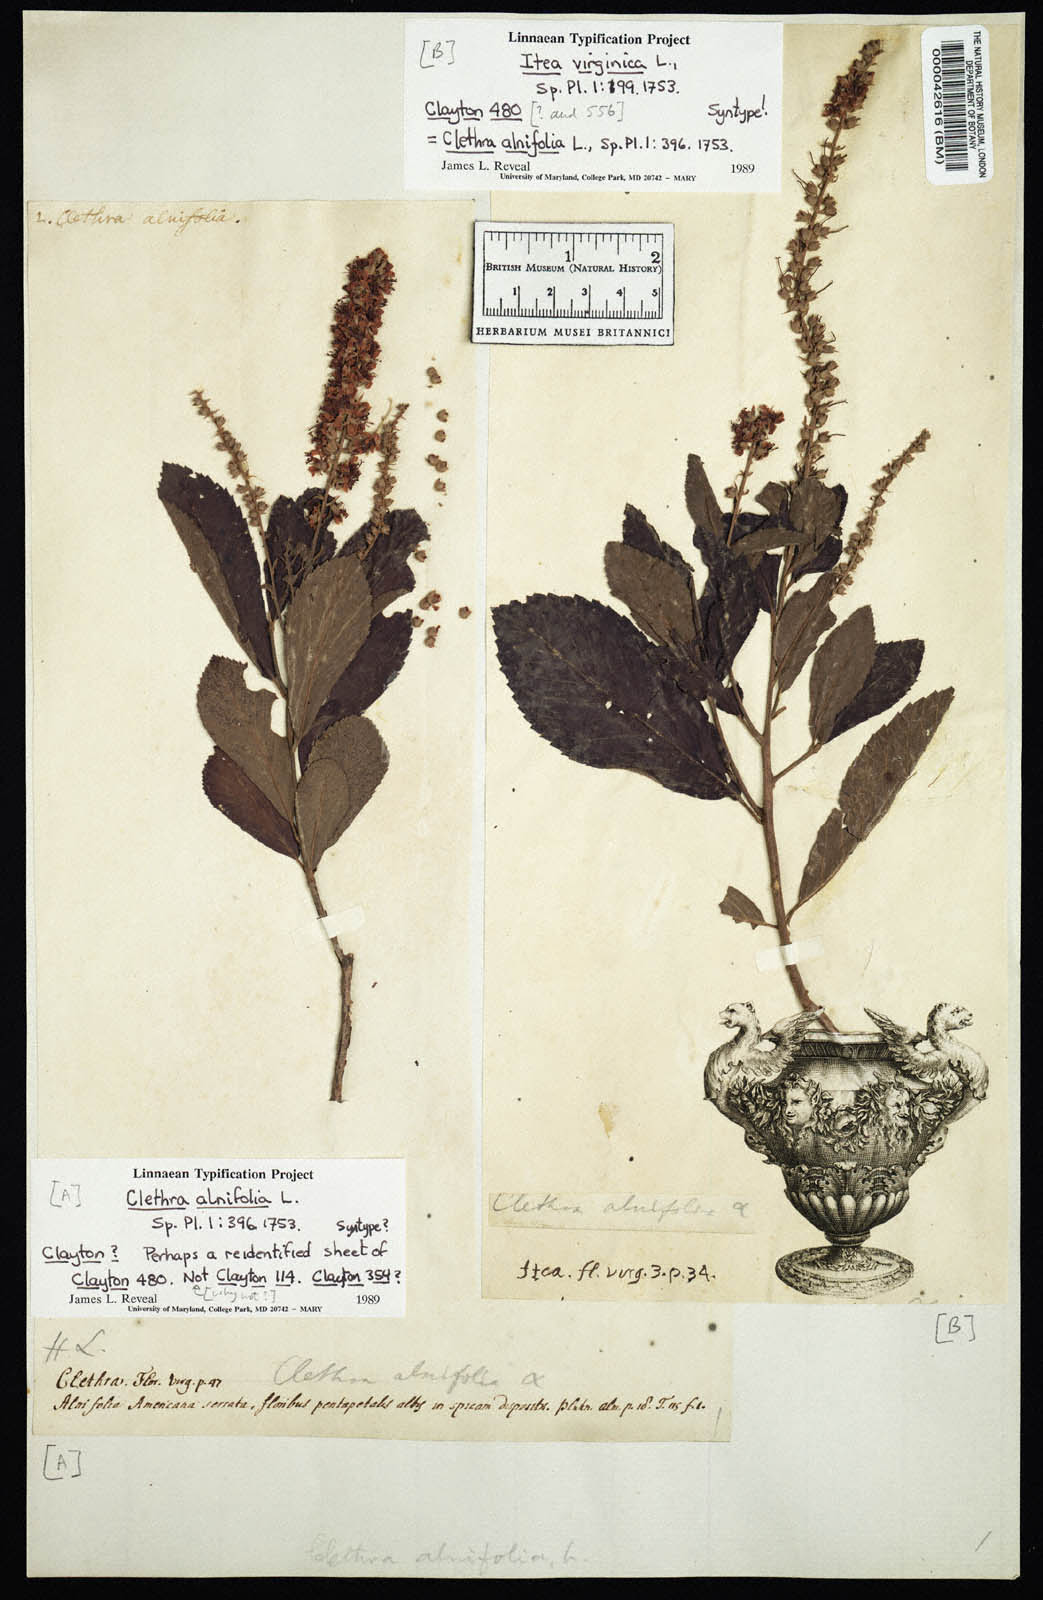 [B]
Linnaean Typification Project
Itea virginica L.,
Sp. Pl. 1: 199. 1753.
Clayton 480 [? and 556] Syntype!
= Clethra alnifolia L., Sp. Pl. 1: 396. 1753.
James L. Reveal 1989
University of Maryland, College Park, MD 20742 – MARY
THE NATURAL HISTORY MUSEUM, LONDON
DEPARTMENT OF BOTANY
000042616 (BM)
Clethra alnifolia.
1 2
BRITISH MUSEUM (NATURAL HISTORY)
1 2 3 4 5
HERBARIUM MUSEI BRITANNICI
[A]
Linnaean Typification Project
Clethra alnifolia L.
Sp. Pl. 1: 396 1753. Syntype?
Clayton? Perhaps a reidentified sheet of
Clayton 480. Not Clayton 114. Clayton 354?
[why not?]
James L. Reveal 1989
University of Maryland, College Park, MD 20742 – MARY
Clethra alnifolia α
Itea. fl. virg. 3. p. 34.
[B]
H L.
Clethra. Flor. Virg. p. 47 Clethra alnifolia α
Alni folia Americana serrata, floribus pentapetalis albis in spicam dispositis. Pluk. alm. p. 18. T. 115 f. 1.
[A]
Clethra alnifolia, L.